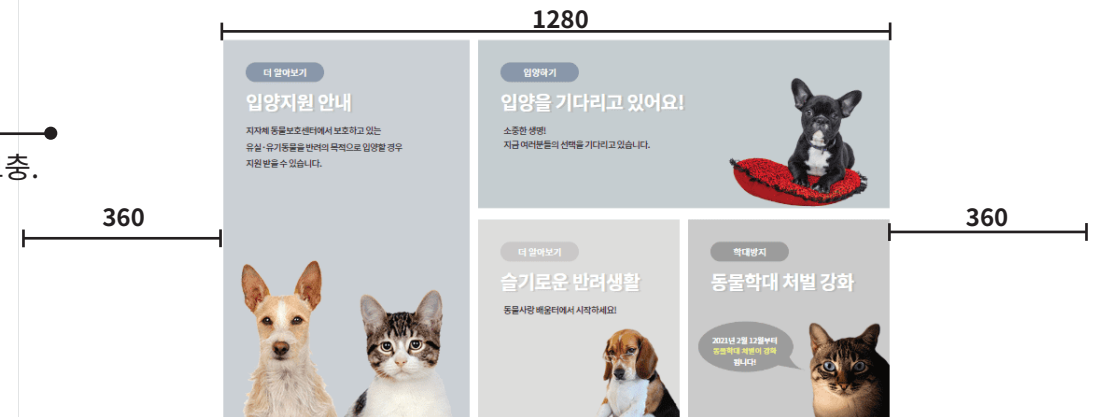 1280
더 알아보기
입양지원 안내
지자체 동물보호센터에서 보호하고 있는
유실·유기동물을 반려의 목적으로 입양할 경우
지원 받을 수 있습니다.
입양하기
입양을 기다리고 있어요!
소중한 생명!
지금 여러분들의 선택을 기다리고 있습니다.
충.
360
360
더 알아보기
슬기로운 반려생활
동물사랑 배움터에서 시작하세요!
학대방지
동물학대 처벌 강화
2021년 2월 12월부터
동물학대 처벌이 강화
됩니다!